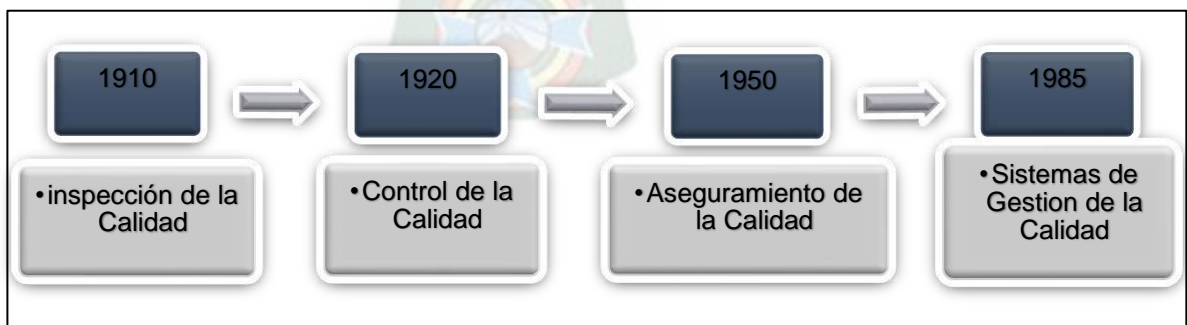 1910
•inspección de la
Calidad
1920
•Control de la
Calidad
1950
•Aseguramiento de
la Calidad
1985
•Sistemas de
Gestion de la
Calidad